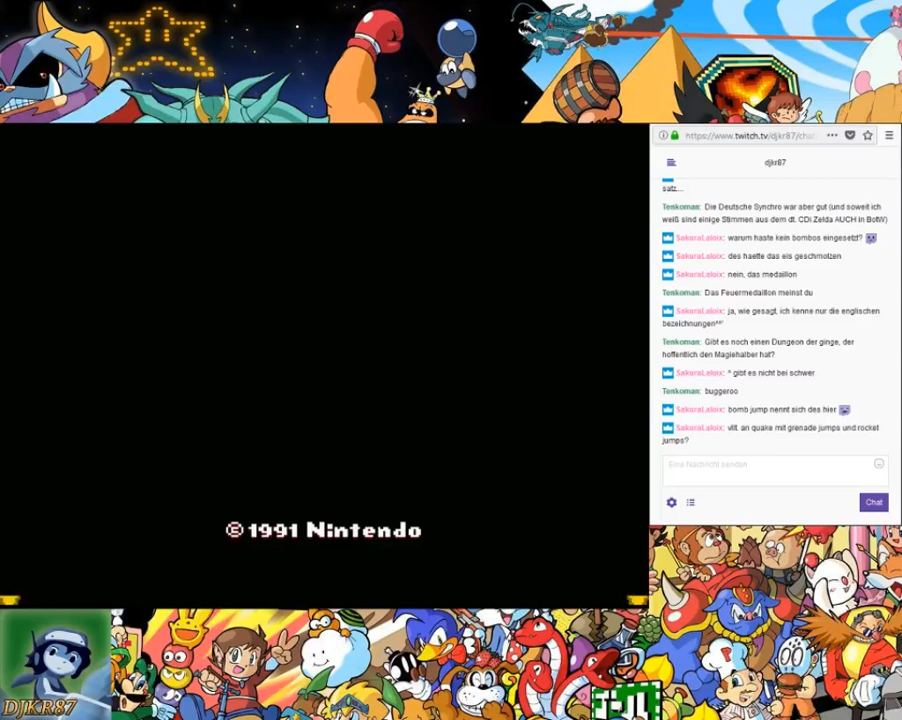 https://www.twitch.tv/djkr87/chat
djkr87
satz...
Tenkoman: Die Deutsche Synchro war aber gut (und soweit ich
weiß sind einige Stimmen aus dem dt. CDi Zelda AUCH in BotW)
SakuraLaloix: warum haste kein bombos eingesetzt?
SakuraLaloix: des haette das eis geschmolzen
SakuraLaloix: nein, das medaillon
Tenkoman: Das Feuermedaillon meinst du
SakuraLaloix: ja, wie gesagt, ich kenne nur die englischen
bezeichnungen^^'
Tenkoman: Gibt es noch einen Dungeon der ginge, der
hoffentlich den Magiehalber hat?
SakuraLaloix: ^ gibt es nicht bei schwer
Tenkoman: buggeroo
SakuraLaloix: bomb jump nennt sich des hier
SakuraLaloix: vllt. an quake mit grenade jumps und rocket
jumps?
Eine Nachricht senden
Chat
©1991 Nintendo
DJKR87